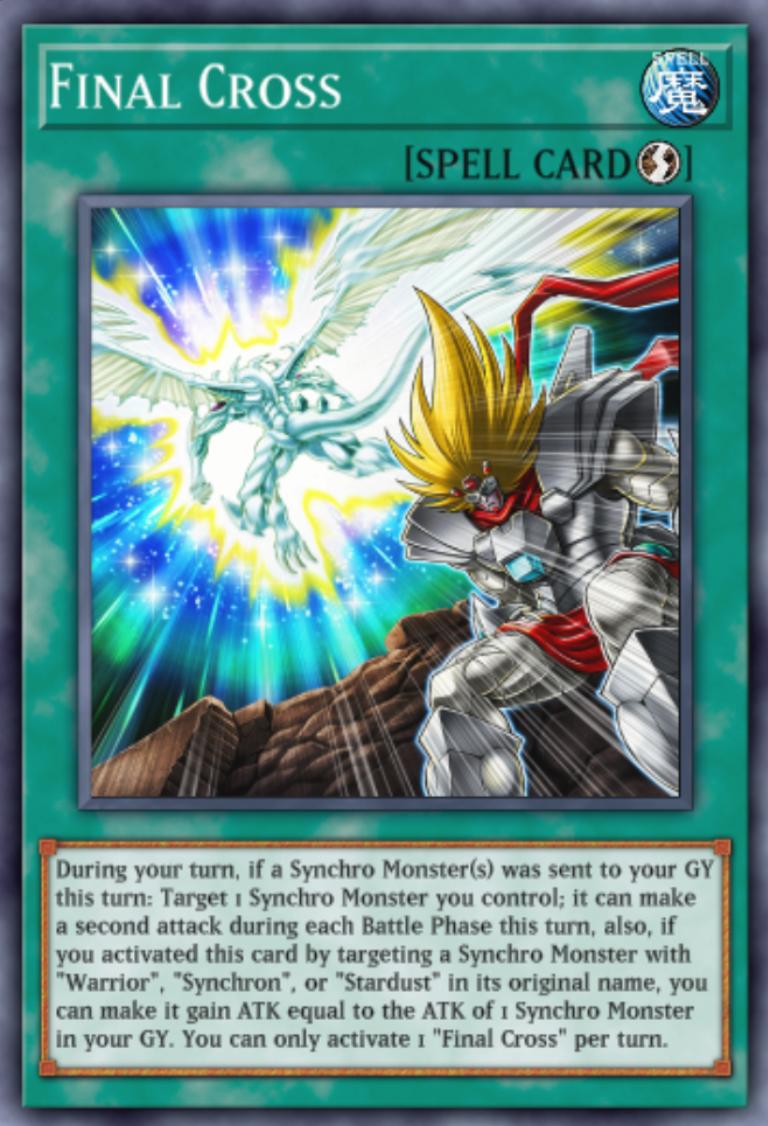 FINAL CROSS
SPELL
魔
[SPELL CARD]
During your turn, if a Synchro Monster(s) was sent to your GY
this turn: Target 1 Synchro Monster you control; it can make
a second attack during each Battle Phase this turn, also, if
you activated this card by targeting a Synchro Monster with
"Warrior", "Synchron", or "Stardust" in its original name, you
can make it gain ATK equal to the ATK of 1 Synchro Monster
in your GY. You can only activate 1 "Final Cross" per turn.